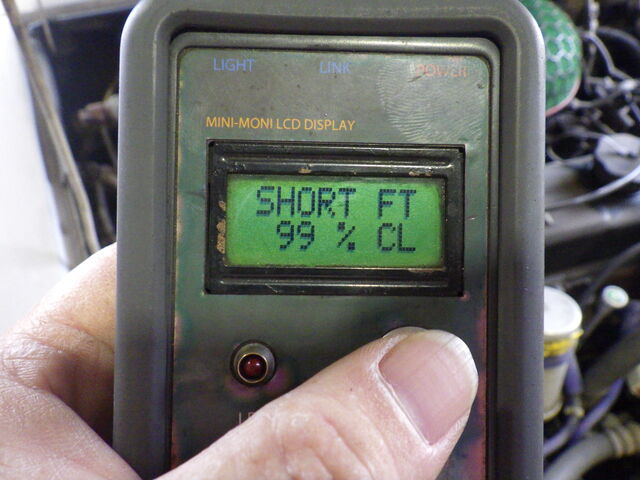 LIGHT LINK POWER
MINI-MONI LCD DISPLAY
SHORT FT
99 % CL